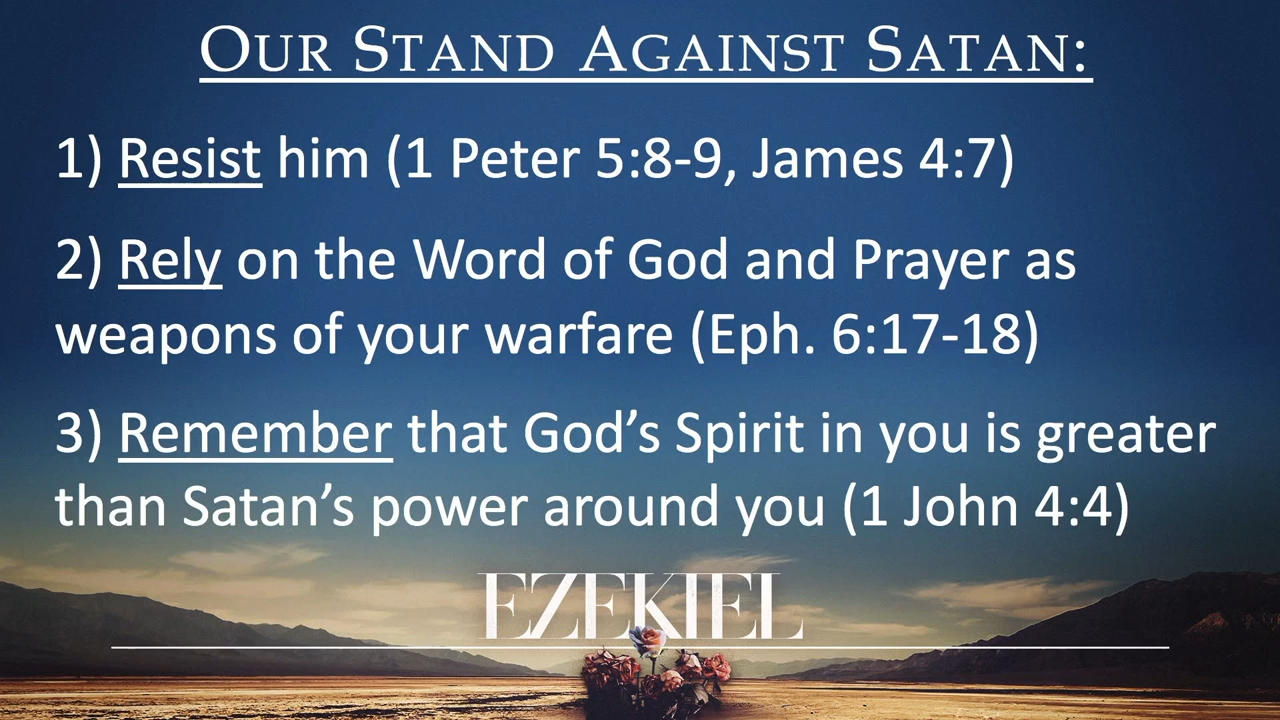 OUR STAND AGAINST SATAN:
1) Resist him (1 Peter 5:8-9, James 4:7)
2) Rely on the Word of God and Prayer as
weapons of your warfare (Eph. 6:17-18)
3) Remember that God’s Spirit in you is greater
than Satan’s power around you (1 John 4:4)
EZEKIEL